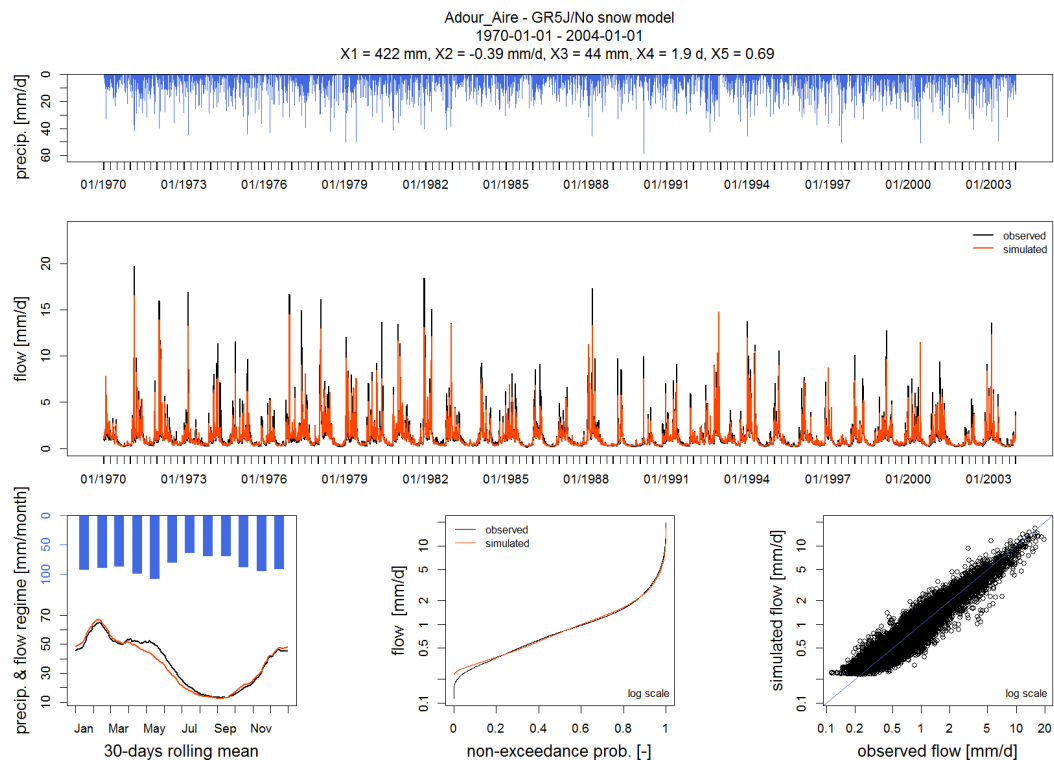 Adour_Aire - GR5J/No snow model
1970-01-01 - 2004-01-01
X1 = 422 mm, X2 = -0.39 mm/d, X3 = 44 mm, X4 = 1.9 d, X5 = 0.69
precip. [mm/d]
0
20
40
60
01/1970 01/1973 01/1976 01/1979 01/1982 01/1985 01/1988 01/1991 01/1994 01/1997 01/2000 01/2003
flow [mm/d]
20
15
10
5
0
observed
simulated
01/1970 01/1973 01/1976 01/1979 01/1982 01/1985 01/1988 01/1991 01/1994 01/1997 01/2000 01/2003
precip. & flow regime [mm/month]
0
50
100
70
50
30
10
Jan Mar May Jul Sep Nov
30-days rolling mean
flow [mm/d]
10
5
2
1
0.5
0.1
observed
simulated
log scale
0 0.2 0.4 0.6 0.8 1
non-exceedance prob. [-]
simulated flow [mm/d]
10
5
2
1
0.5
0.1
log scale
0.1 0.2 0.5 1 2 5 10 20
observed flow [mm/d]